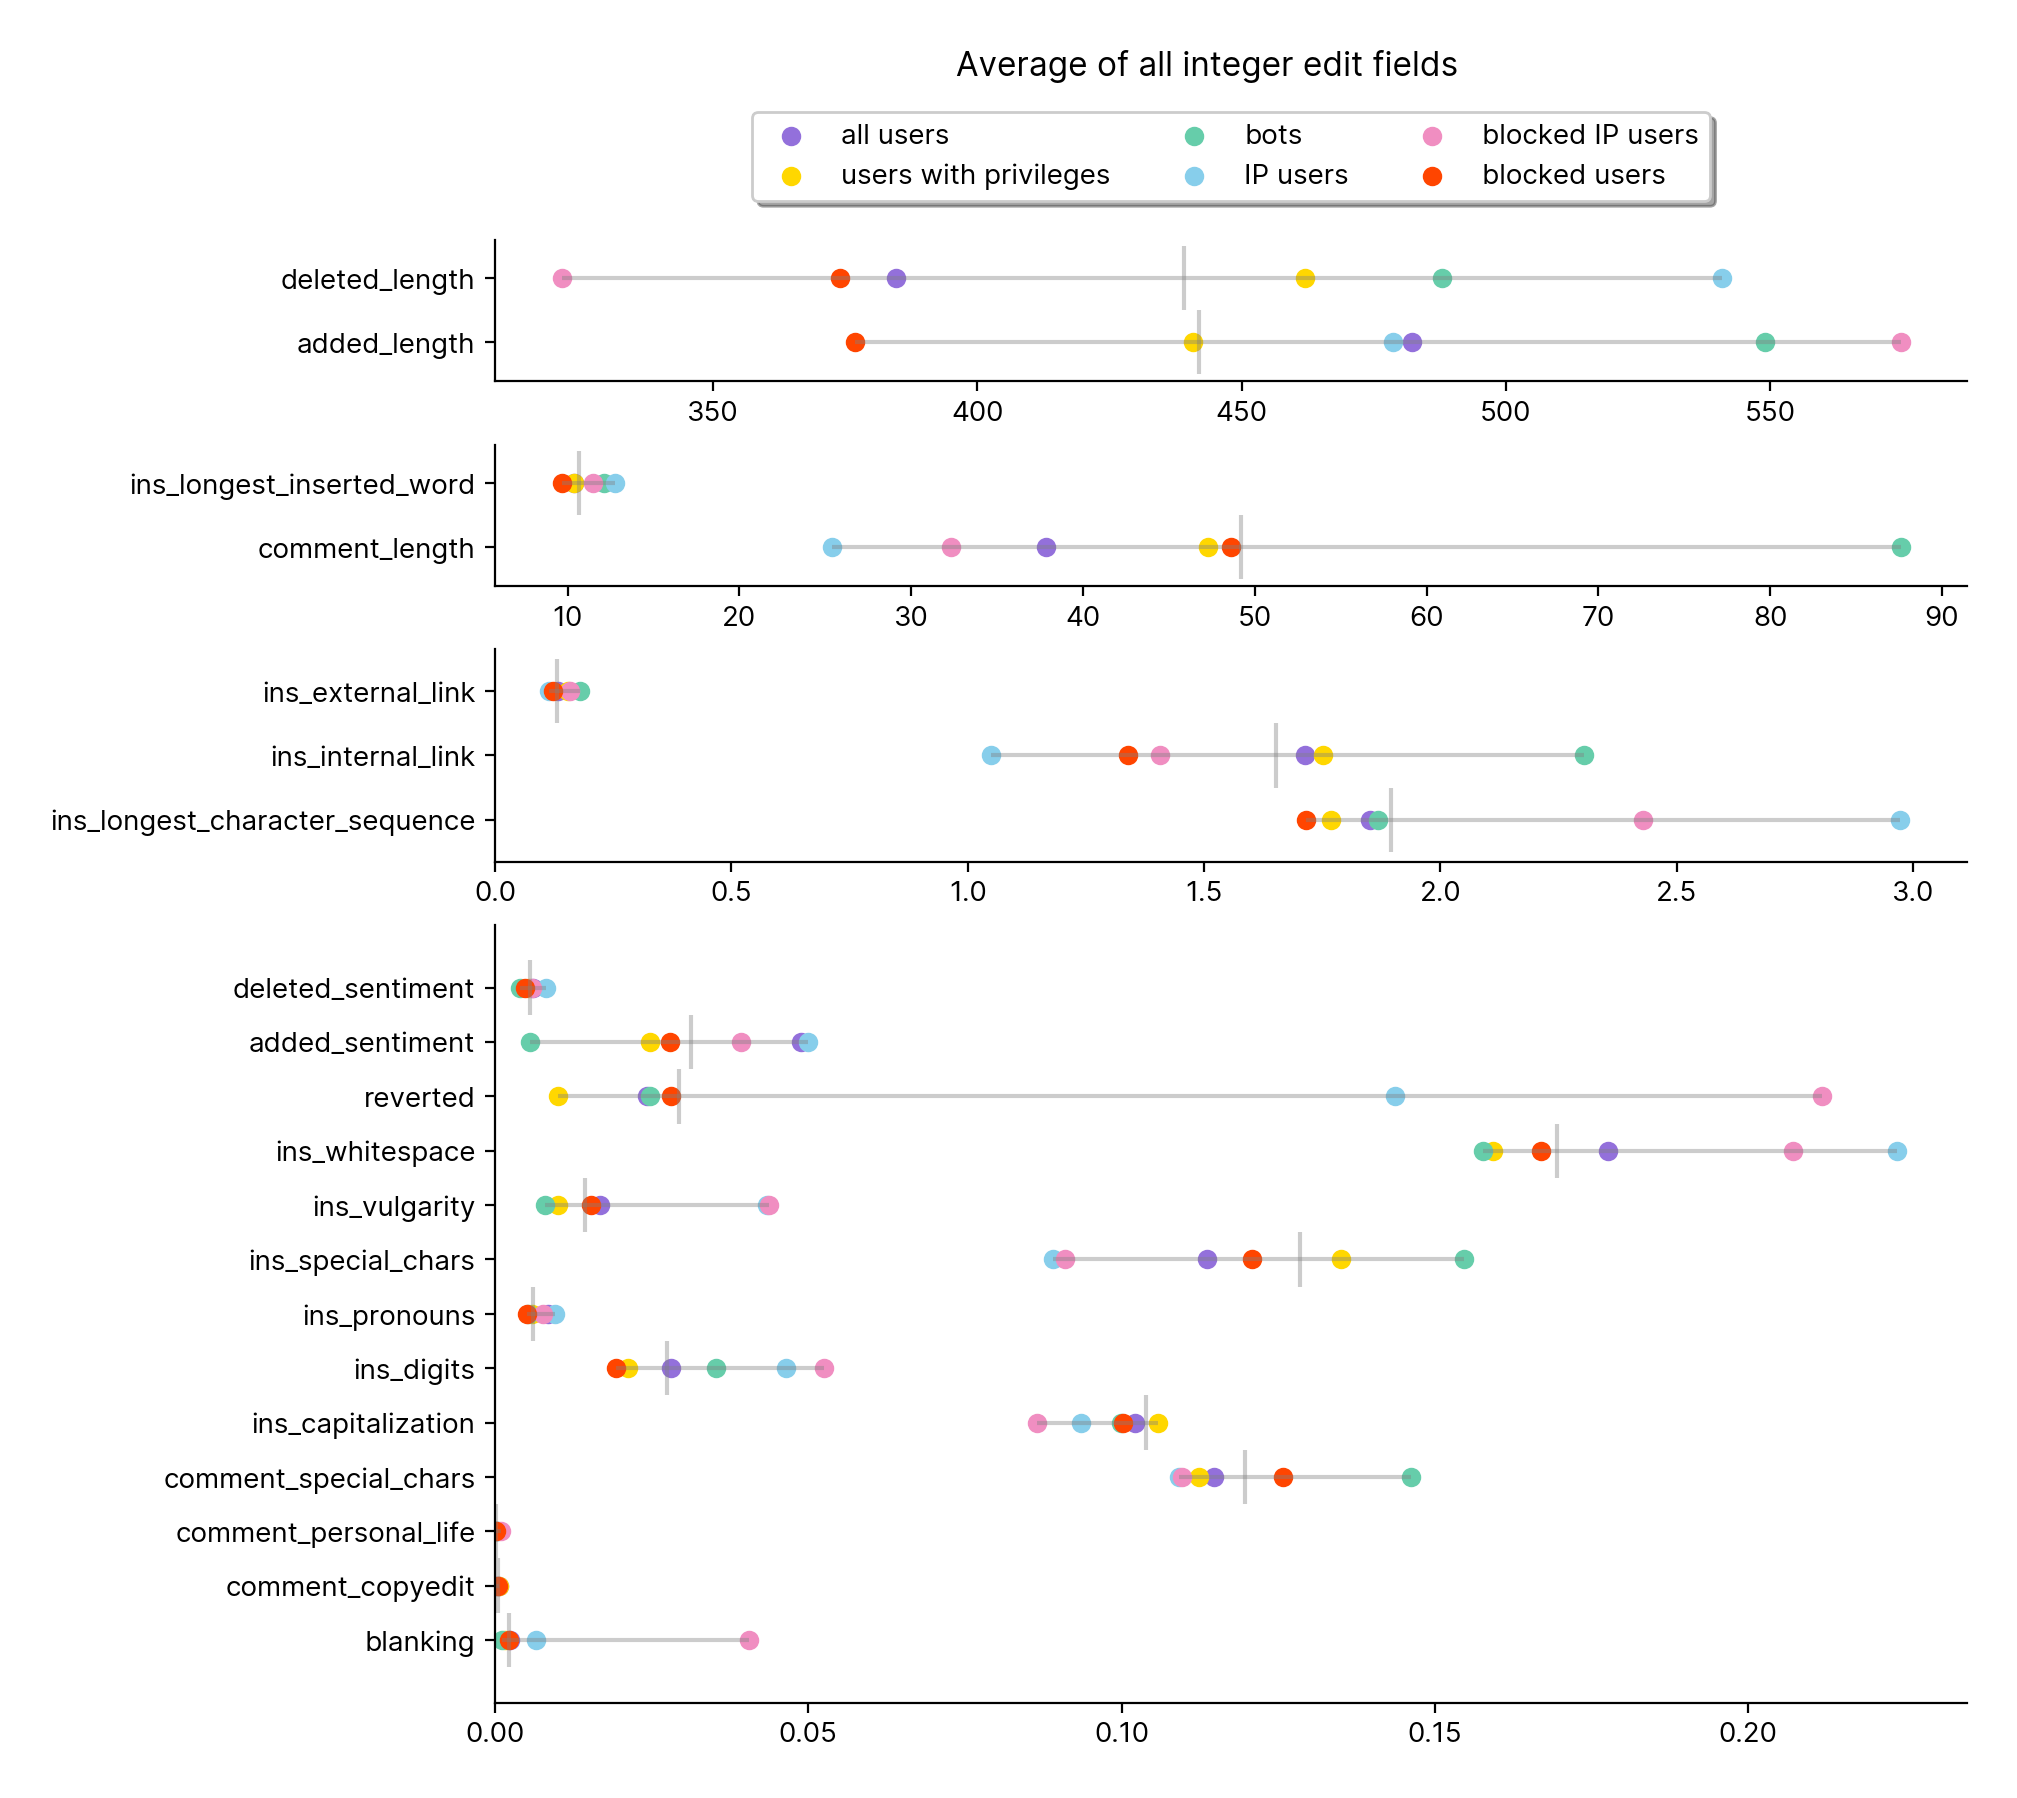 Average of all integer edit fields
all users
users with privileges
bots
IP users
blocked IP users
blocked users
deleted_length
added_length
350 400 450 500 550
ins_longest_inserted_word
comment_length
10 20 30 40 50 60 70 80 90
ins_external_link
ins_internal_link
ins_longest_character_sequence
0.0 0.5 1.0 1.5 2.0 2.5 3.0
deleted_sentiment
added_sentiment
reverted
ins_whitespace
ins_vulgarity
ins_special_chars
ins_pronouns
ins_digits
ins_capitalization
comment_special_chars
comment_personal_life
comment_copyedit
blanking
0.00 0.05 0.10 0.15 0.20